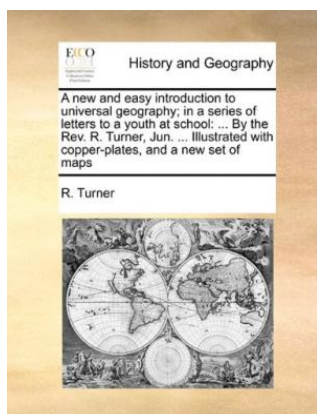 ECCO
History and Geography
A new and easy introduction to
universal geography; in a series of
letters to a youth at school: ... By the
Rev. R. Turner, Jun. ... Illustrated with
copper-plates, and a new set of
maps
R. Turner